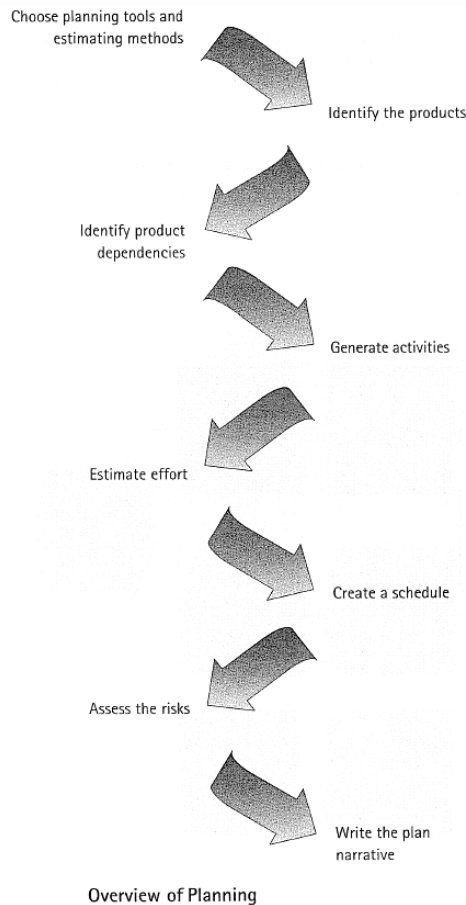 Choose planning tools and
estimating methods
Identify the products
Identify product
dependencies
Generate activities
Estimate effort
Create a schedule
Assess the risks
Write the plan
narrative
Overview of Planning